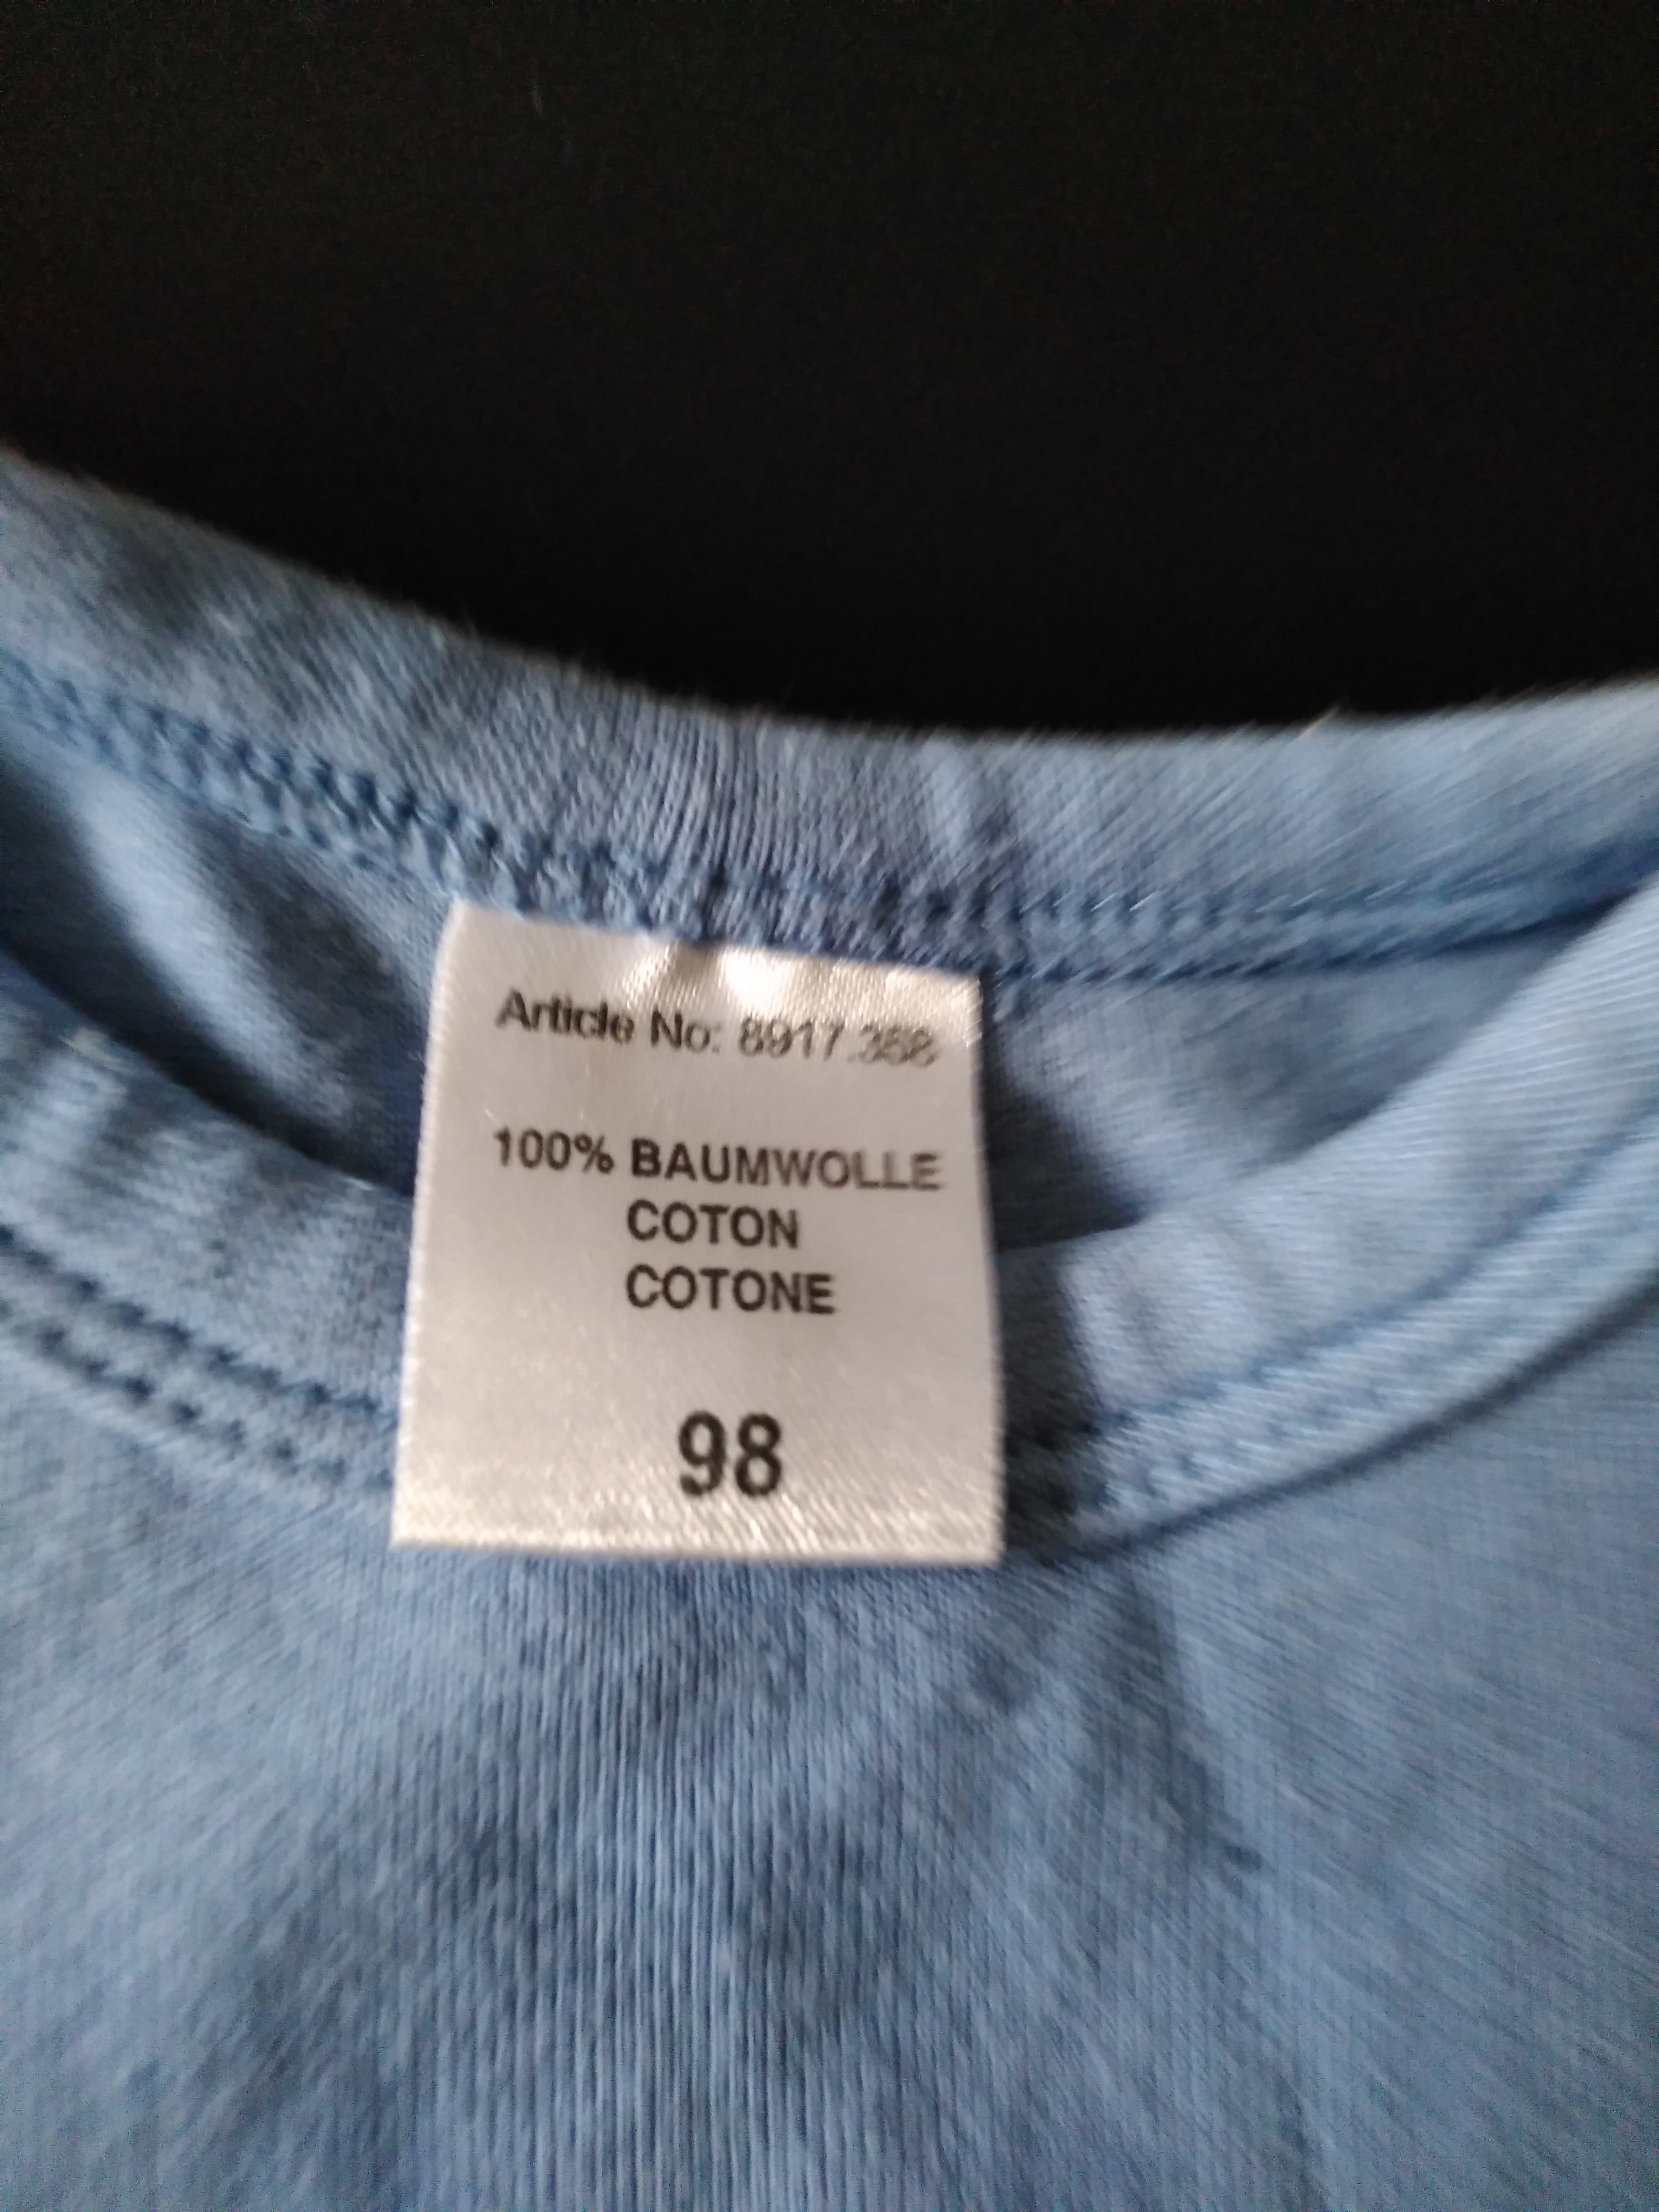 Article No: 8917.358
100% BAUMWOLLE
COTON
COTONE
98